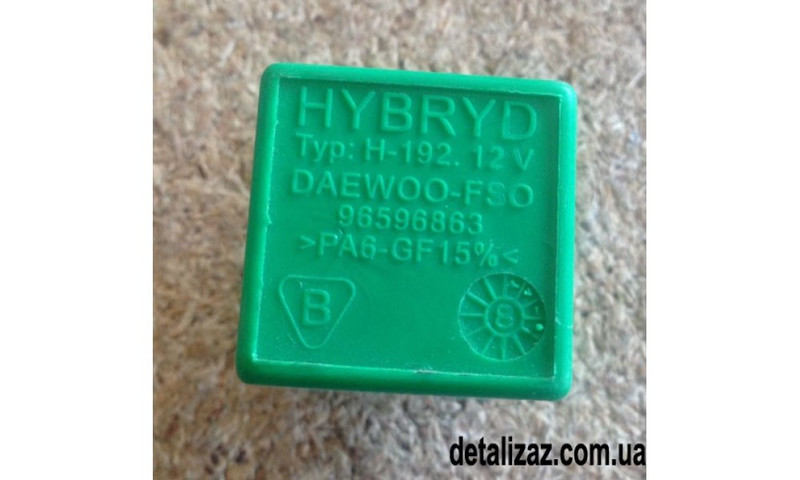 HYBRYD
Typ: H-192. 12 V
DAEWOO-FSO
96596863
>PA6-GF15%<
B
8
detalizaz.com.ua